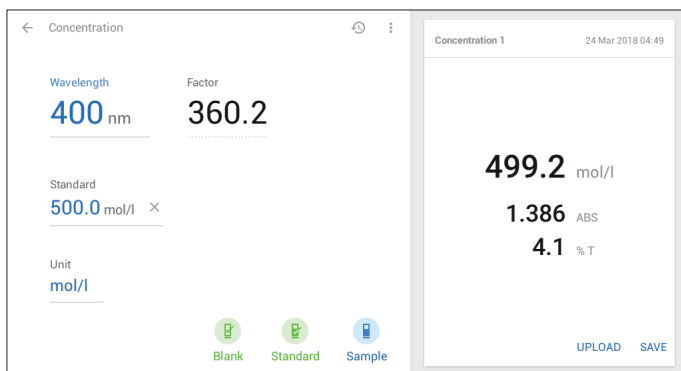 Concentration
Wavelength
400 nm
Factor
360.2
Standard
500.0 mol/l ×
Unit
mol/l
Blank
Standard
Sample
Concentration 1
24 Mar 2018 04:49
499.2 mol/l
1.386 ABS
4.1 % T
UPLOAD
SAVE